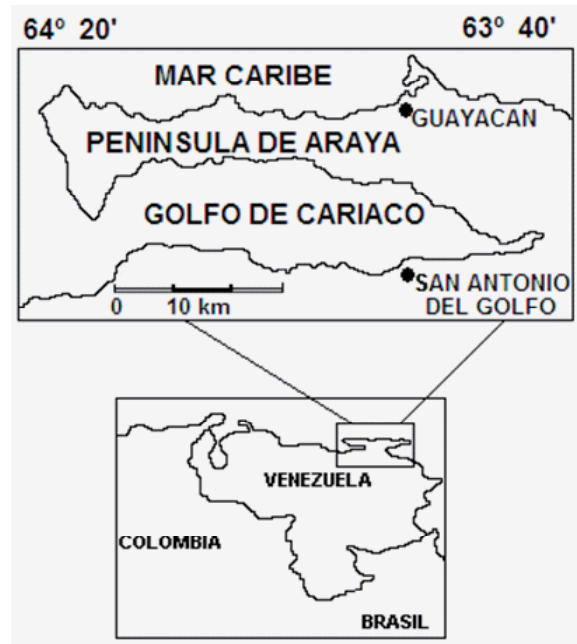 64º 20' 63º 40'
MAR CARIBE
GUAYACAN
PENINSULA DE ARAYA
GOLFO DE CARIACO
SAN ANTONIO
DEL GOLFO
0 10 km
VENEZUELA
COLOMBIA
BRASIL